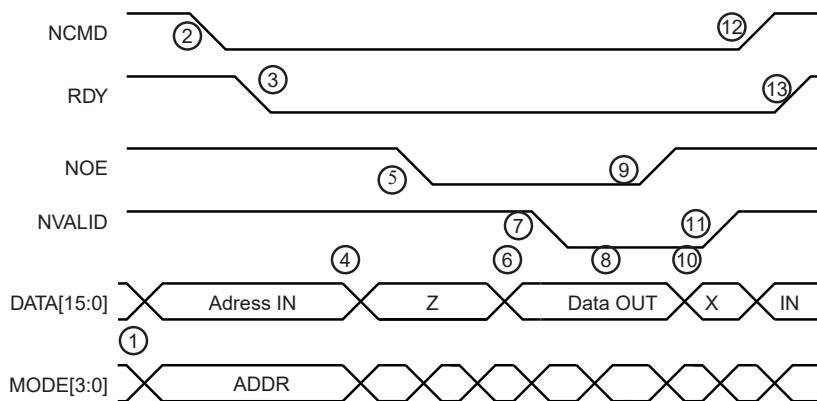 NCMD
2
12
RDY
3
13
NOE
5
9
NVALID
7
11
4
6
8
10
DATA[15:0]
Adress IN
Z
Data OUT
X
IN
1
MODE[3:0]
ADDR